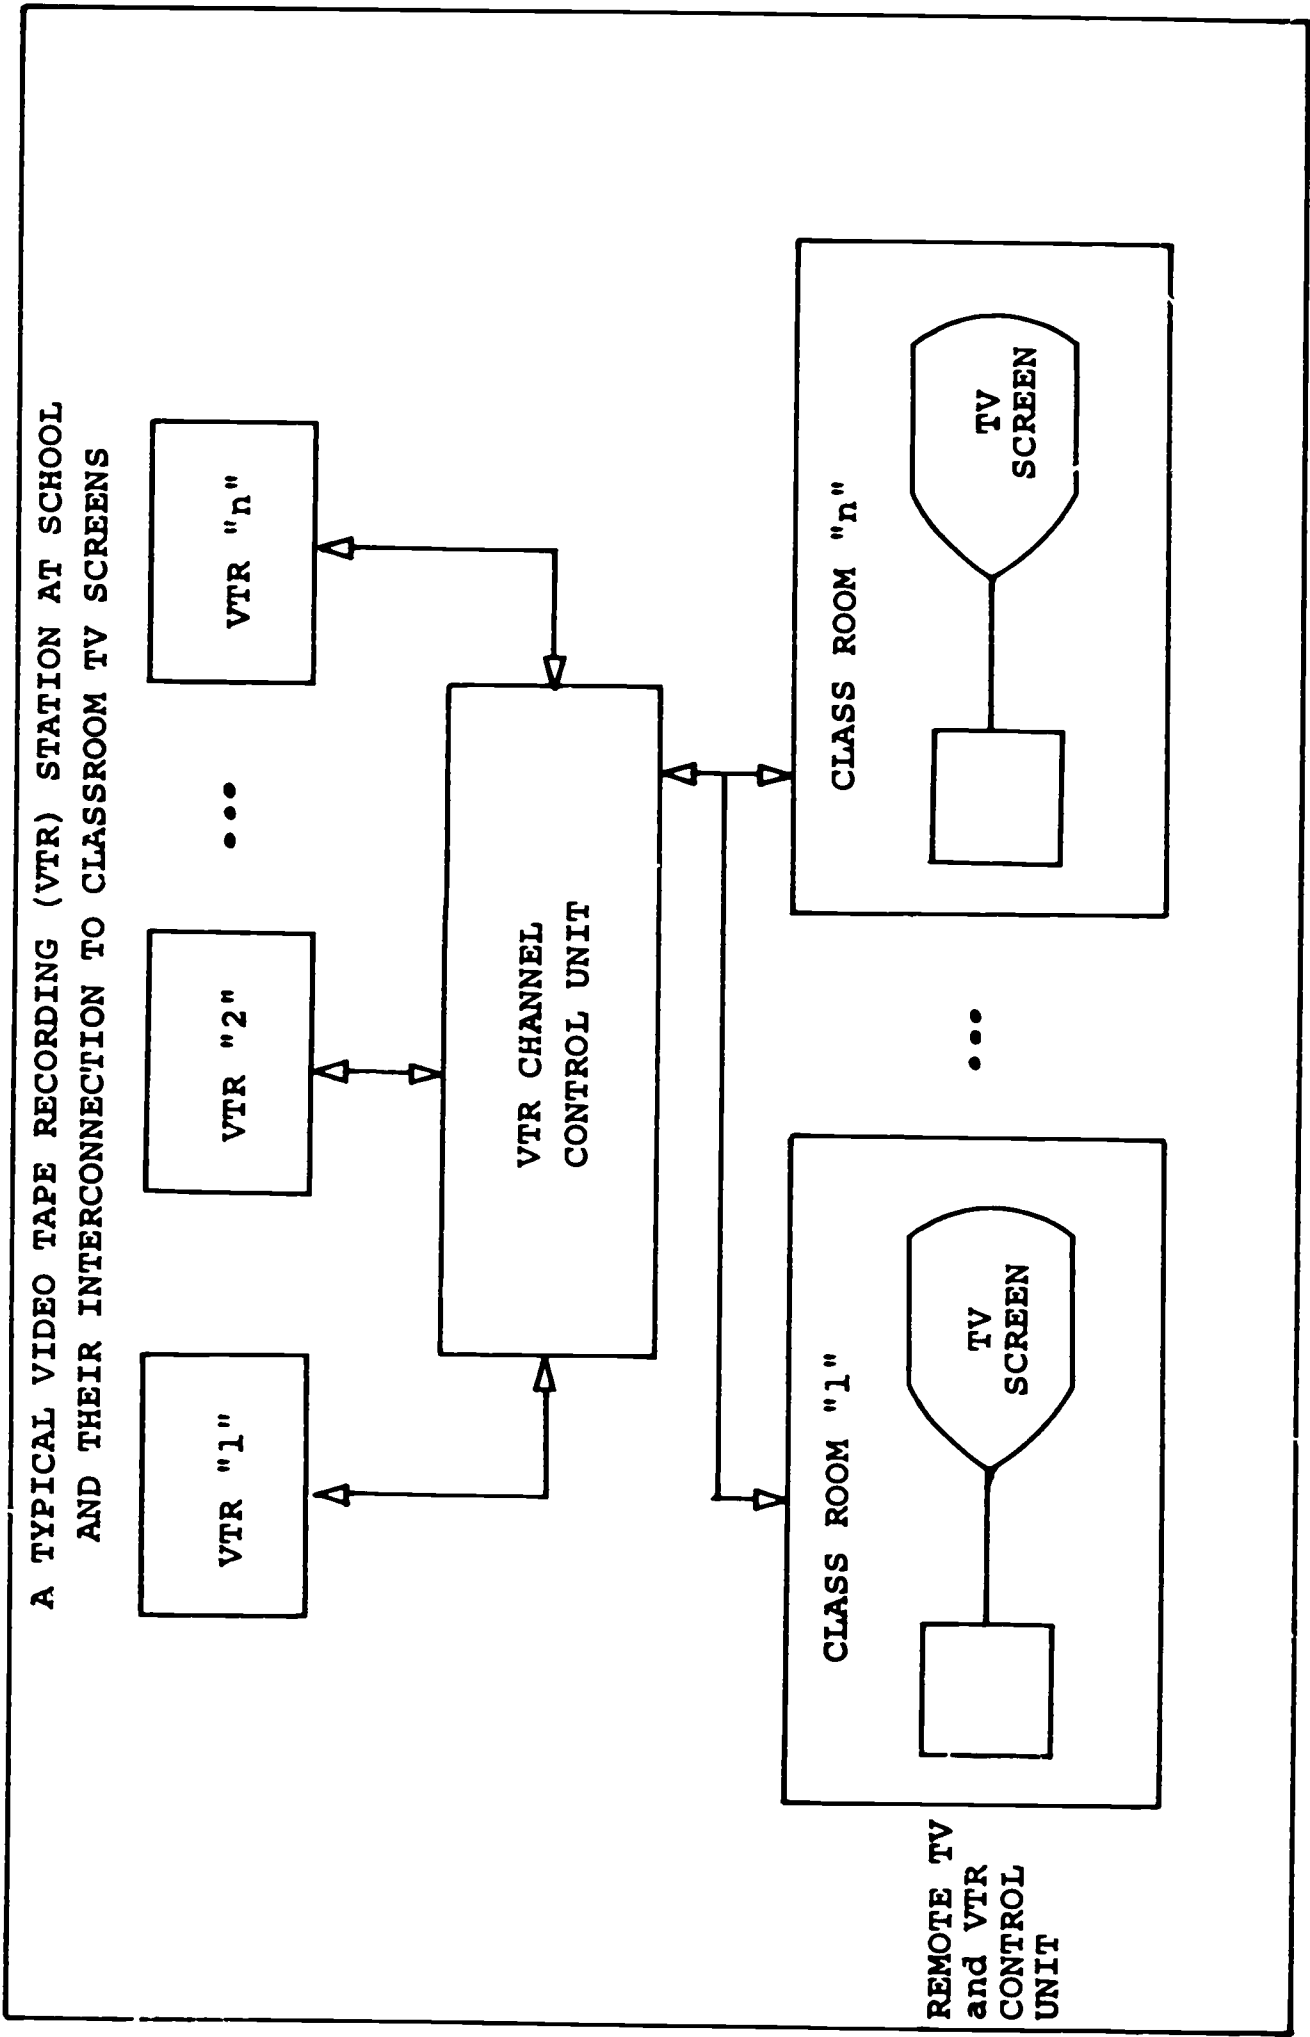 A TYPICAL VIDEO TAPE RECORDING (VTR) STATION AT SCHOOL
AND THEIR INTERCONNECTION TO CLASSROOM TV SCREENS
VTR "1"
VTR "2"
...
VTR "n"
VTR CHANNEL
CONTROL UNIT
CLASS ROOM "1"
TV
SCREEN
...
CLASS ROOM "n"
TV
SCREEN
REMOTE TV
and VTR
CONTROL
UNIT